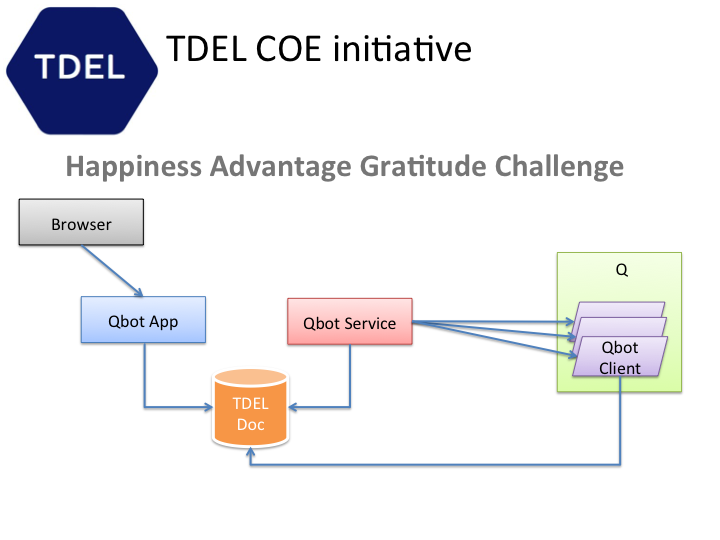 TDEL
TDEL COE initiative
Happiness Advantage Gratitude Challenge
Browser
Q
Qbot App
Qbot Service
Qbot
Client
TDEL
Doc